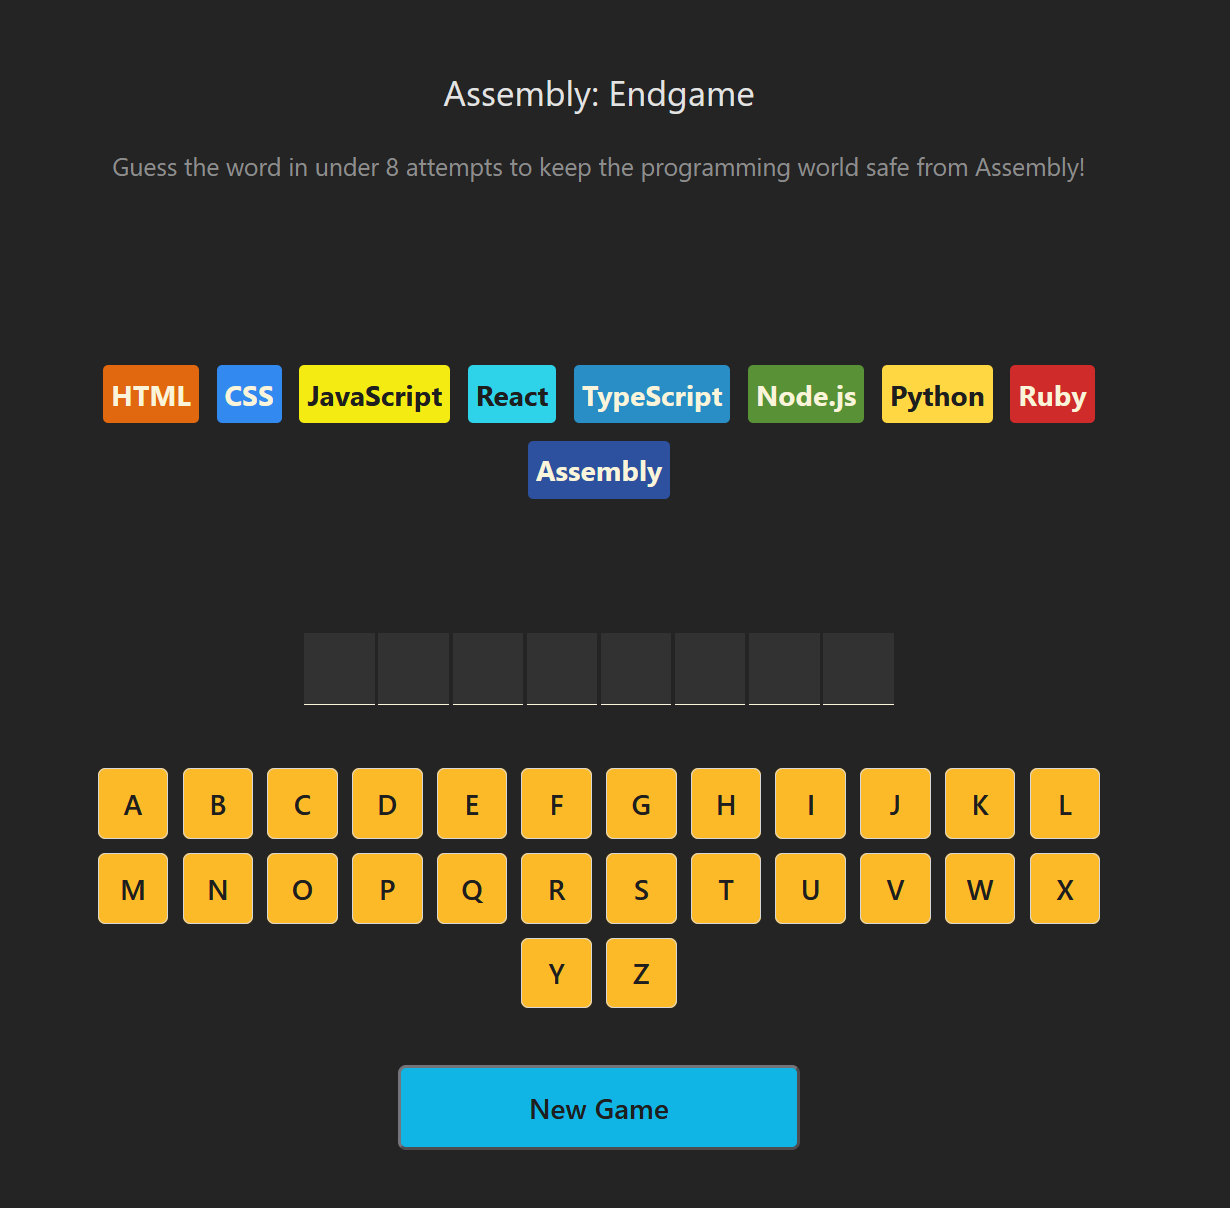 Assembly: Endgame
Guess the word in under 8 attempts to keep the programming world safe from Assembly!
HTML CSS JavaScript React TypeScript Node.js Python Ruby
Assembly
A B C D E F G H I J K L
M N O P Q R S T U V W X
Y Z
New Game